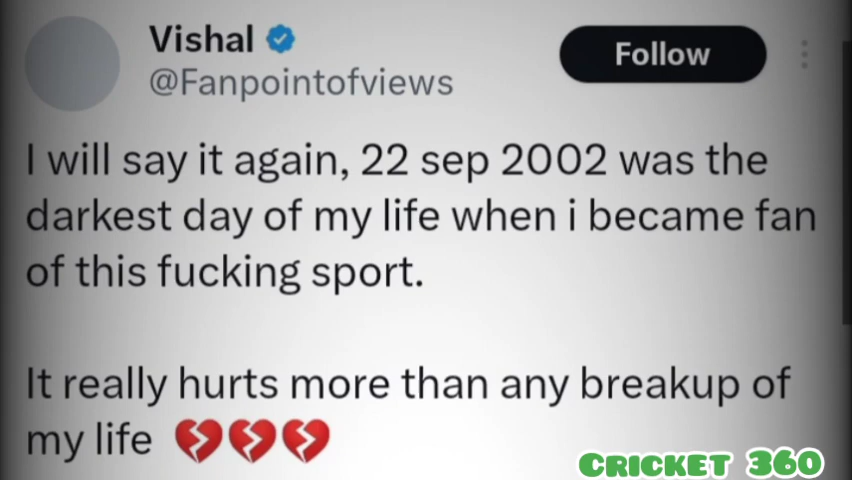 Vishal
@Fanpointofviews
Follow
I will say it again, 22 sep 2002 was the
darkest day of my life when i became fan
of this fucking sport.
It really hurts more than any breakup of
my life 💔💔💔
CRICKET 360